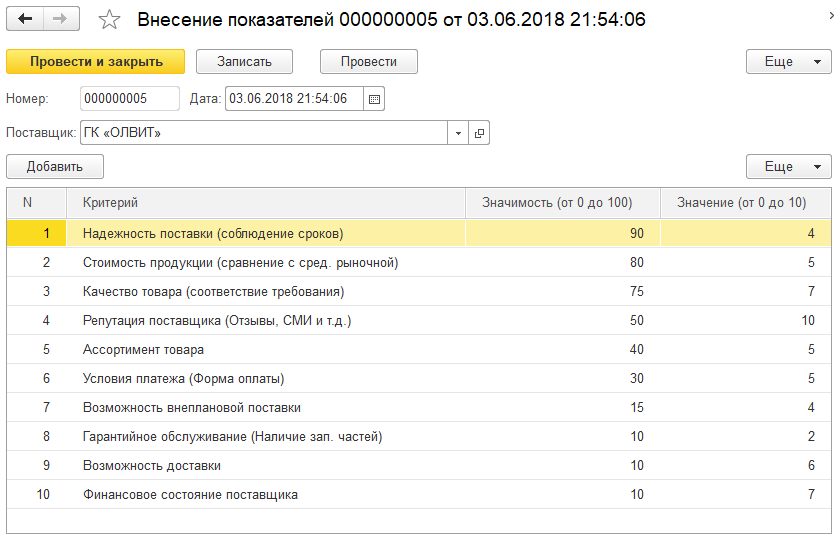 Внесение показателей 000000005 от 03.06.2018 21:54:06
Провести и закрыть Записать Провести Еще
Номер: 000000005 Дата: 03.06.2018 21:54:06
Поставщик: ГК «ОЛВИТ»
Добавить Еще
N Критерий Значимость (от 0 до 100) Значение (от 0 до 10)
1 Надежность поставки (соблюдение сроков) 90 4
2 Стоимость продукции (сравнение с сред. рыночной) 80 5
3 Качество товара (соответствие требования) 75 7
4 Репутация поставщика (Отзывы, СМИ и т.д.) 50 10
5 Ассортимент товара 40 5
6 Условия платежа (Форма оплаты) 30 5
7 Возможность внеплановой поставки 15 4
8 Гарантийное обслуживание (Наличие зап. частей) 10 2
9 Возможность доставки 10 6
10 Финансовое состояние поставщика 10 7